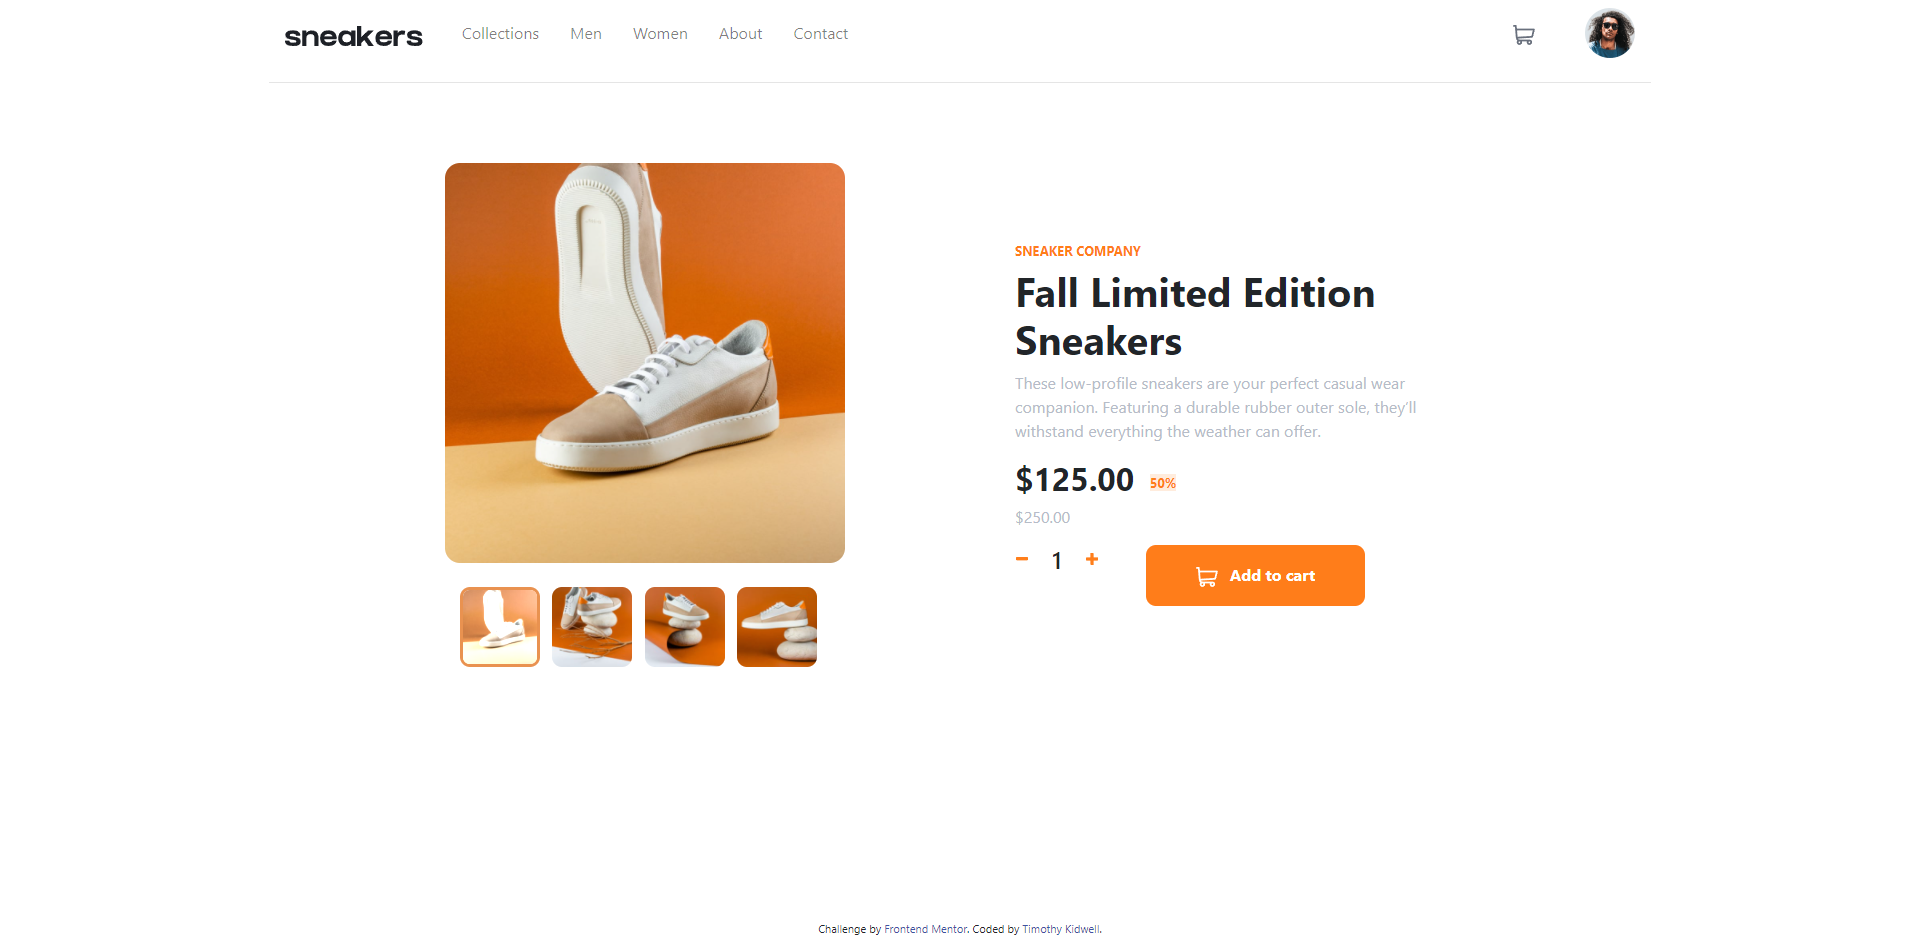 sneakers Collections Men Women About Contact
SNEAKER COMPANY
Fall Limited Edition
Sneakers
These low-profile sneakers are your perfect casual wear
companion. Featuring a durable rubber outer sole, they’ll
withstand everything the weather can offer.
$125.00 50%
$250.00
1 Add to cart
Challenge by Frontend Mentor. Coded by Timothy Kidwell.